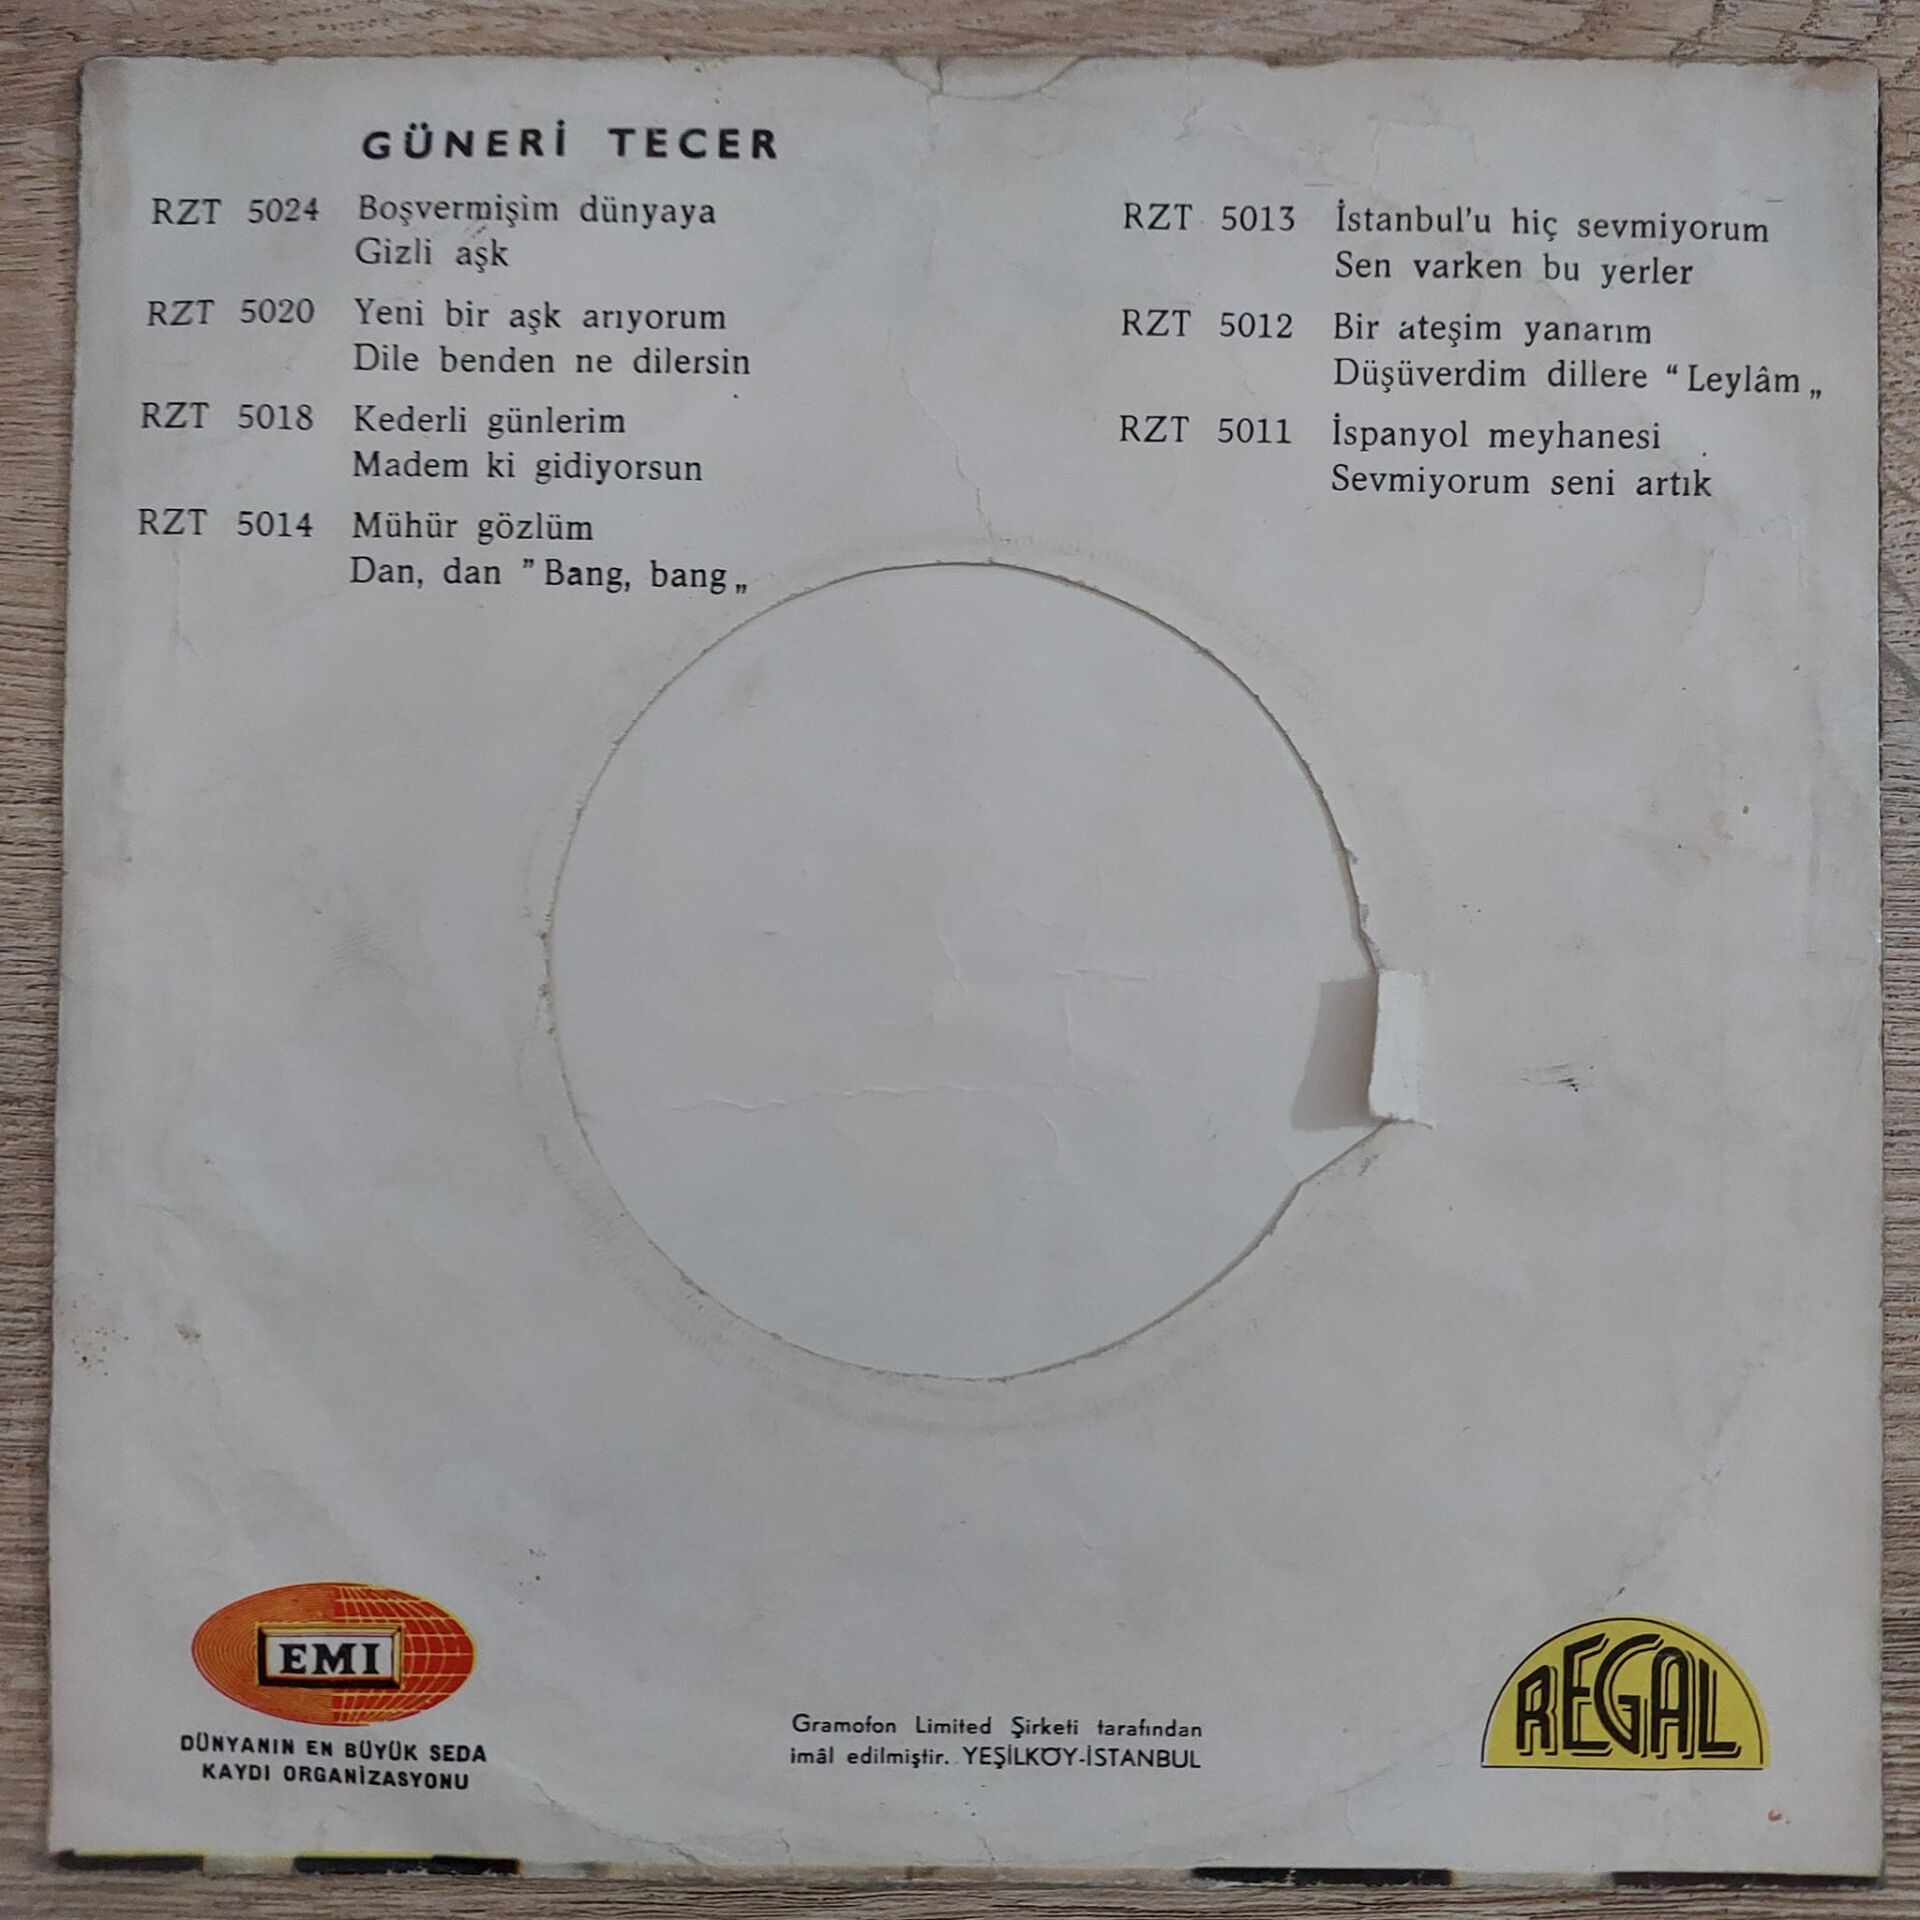 GÜNERİ TECER
RZT 5024 Boşvermişim dünyaya
Gizli aşk
RZT 5020 Yeni bir aşk arıyorum
Dile benden ne dilersin
RZT 5018 Kederli günlerim
Madem ki gidiyorsun
RZT 5014 Mühür gözlüm
Dan, dan ” Bang, bang „
RZT 5013 İstanbul'u hiç sevmiyorum
Sen varken bu yerler
RZT 5012 Bir ateşim yanarım
Düşüverdim dillere “ Leylâm „
RZT 5011 İspanyol meyhanesi
Sevmiyorum seni artık
EMI
DÜNYANIN EN BÜYÜK SEDA
KAYDI ORGANİZASYONU
Gramofon Limited Şirketi tarafından
imâl edilmiştir. YEŞİLKÖY-İSTANBUL
REGAL